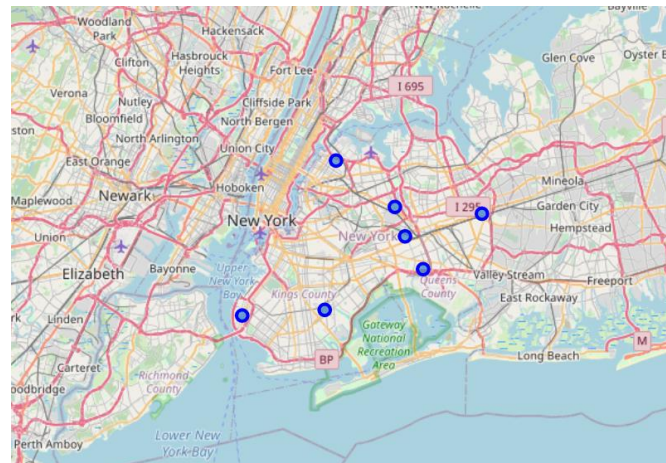 New Rochelle
Bayville
Woodland
Park
Hackensack
Glen Cove
Oyster B
Clifton
Hasbrouck
Heights
Fort Lee
I 695
Verona
Nutley
Cliffside Park
Bloomfield
North Bergen
ston
North Arlington
Union City
East Orange
Mineola
Maplewood
Newark
Hoboken
I 295
Garden City
New York
Hempstead
Union
New York
Elizabeth
Bayonne
Upper
New York
Bay
Valley Stream
Queens
County
Freeport
Kings County
East Rockaway
Linden
Gateway
National
Recreation
Area
M
BP
Long Beach
Carteret
Richmond
County
oodbridge
Lower New
York Bay
Perth Amboy